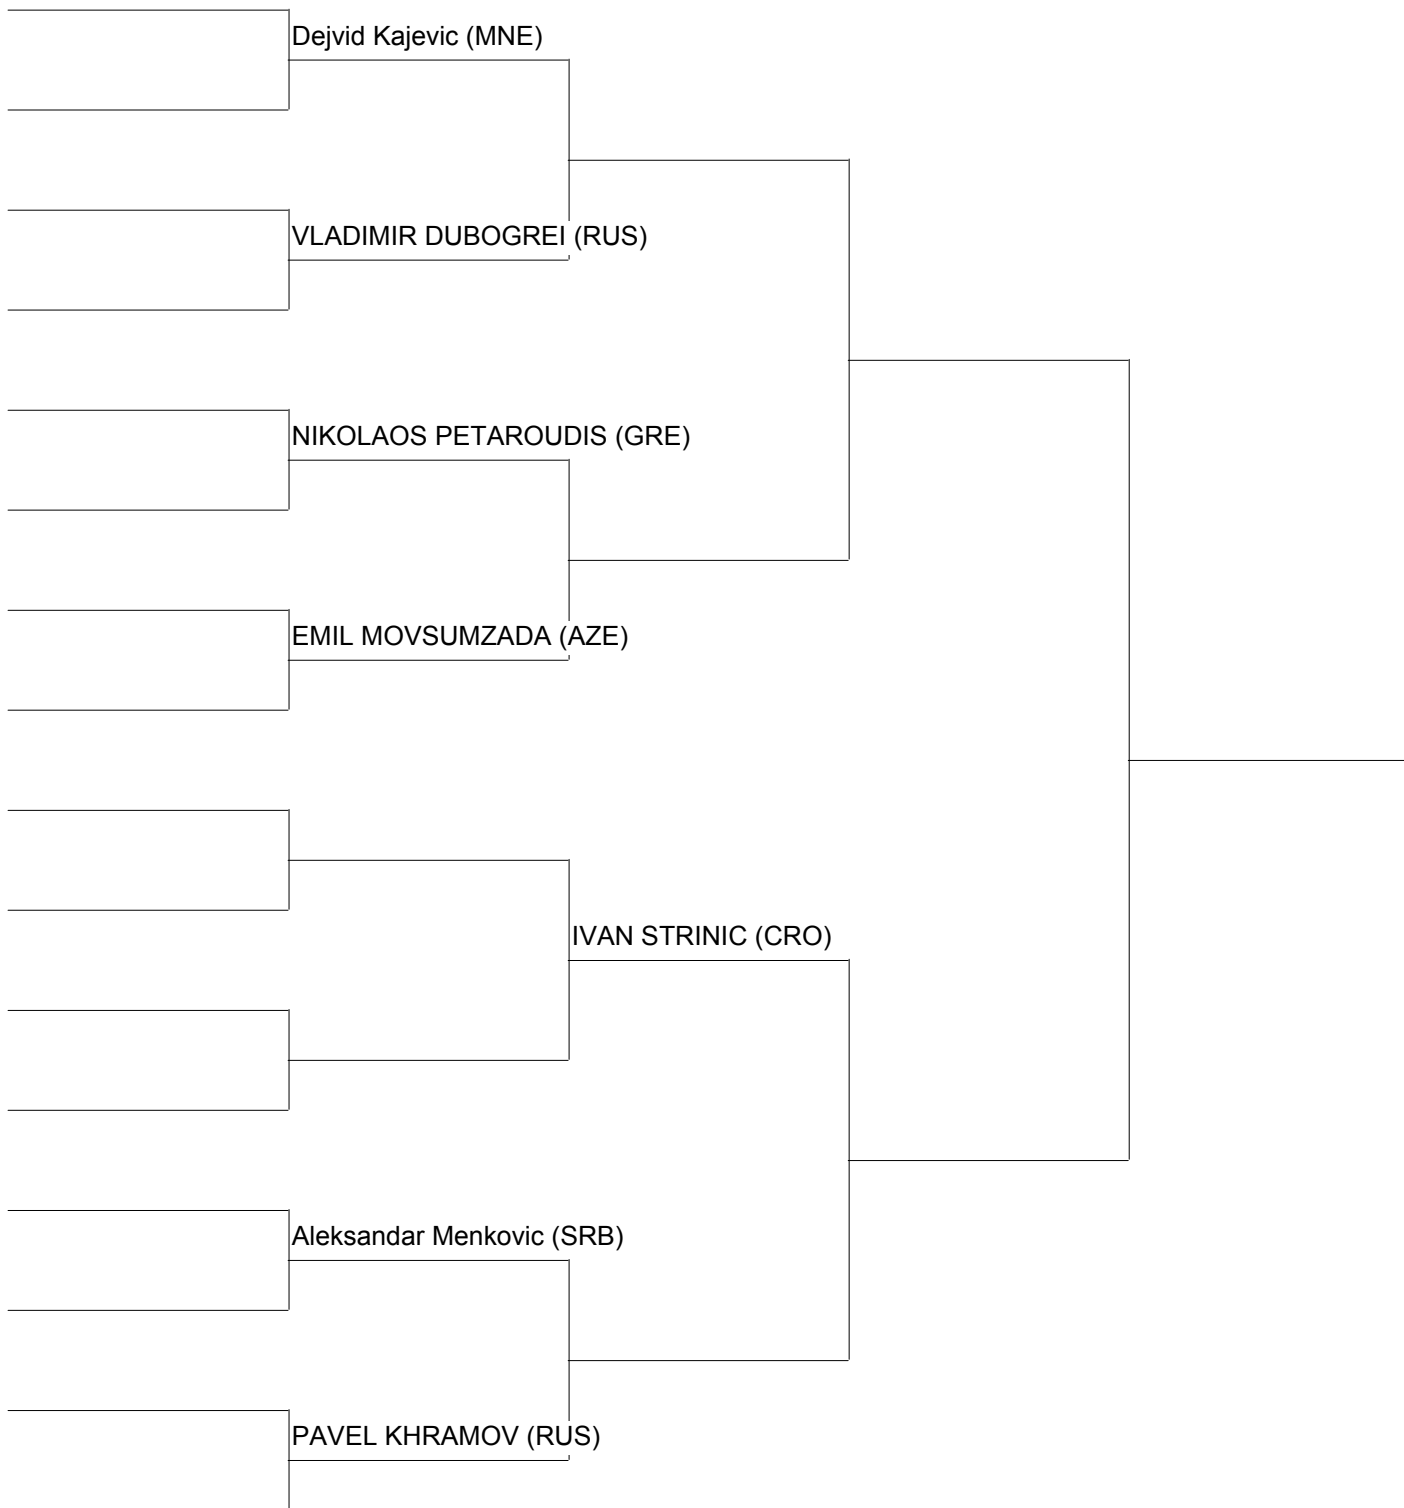 Dejvid Kajevic (MNE)
VLADIMIR DUBOGREI (RUS)
NIKOLAOS PETAROUDIS (GRE)
EMIL MOVSUMZADA (AZE)
IVAN STRINIC (CRO)
Aleksandar Menkovic (SRB)
PAVEL KHRAMOV (RUS)